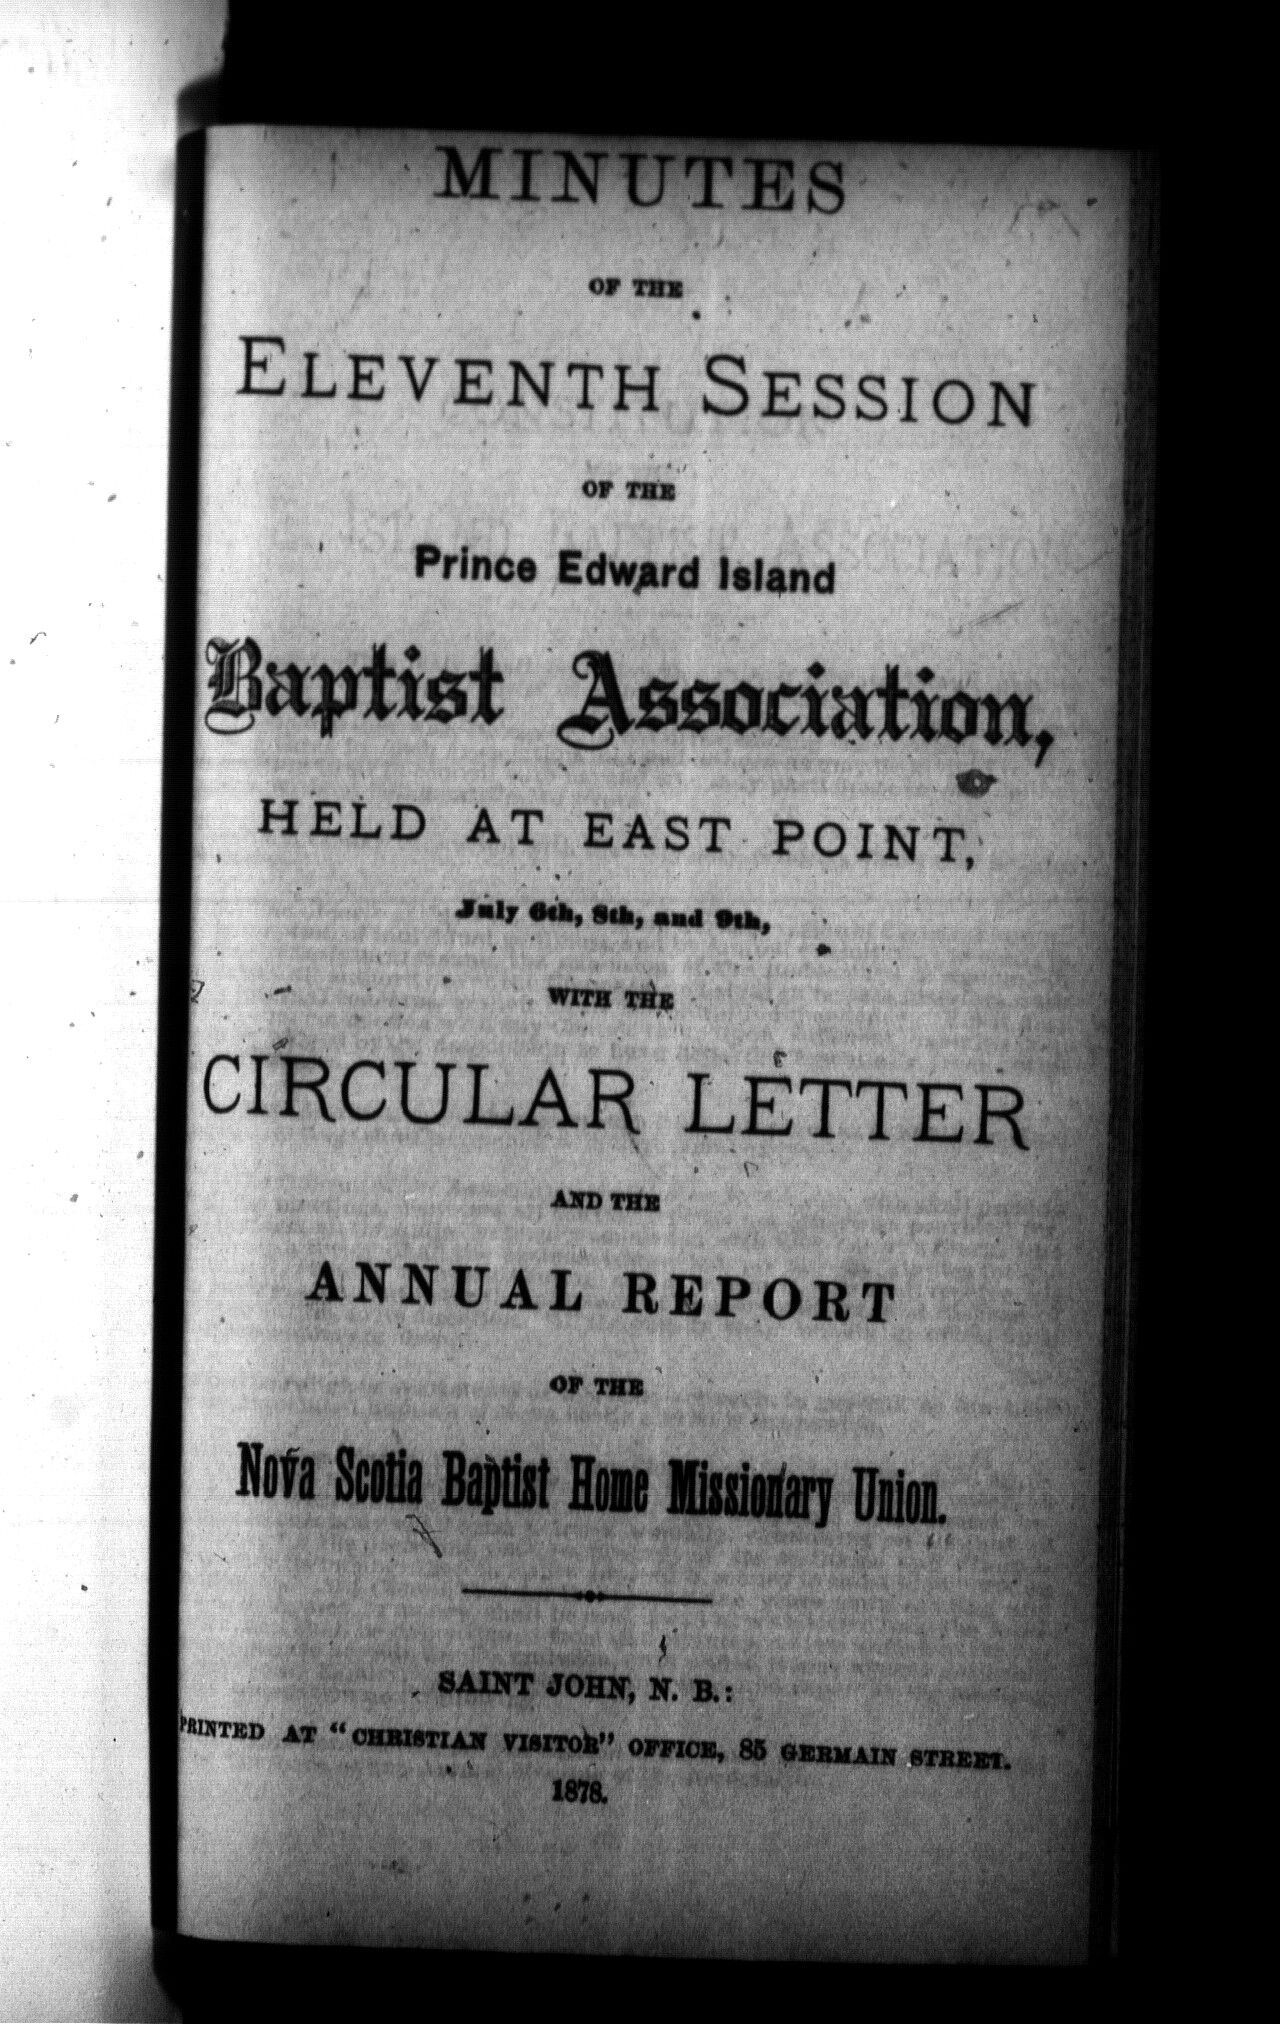 MINUTES
OF THE
ELEVENTH SESSION
OF THE
Prince Edward Island
Baptist Association,
HELD AT EAST POINT,
July 6th, 8th, and 9th,
WITH THE
CIRCULAR LETTER
AND THE
ANNUAL REPORT
OF THE
Nova Scotia Baptist Home Missionary Union.
SAINT JOHN, N. B.:
PRINTED AT "CHRISTIAN VISITOR" OFFICE, 85 GERMAIN STREET.
1878.